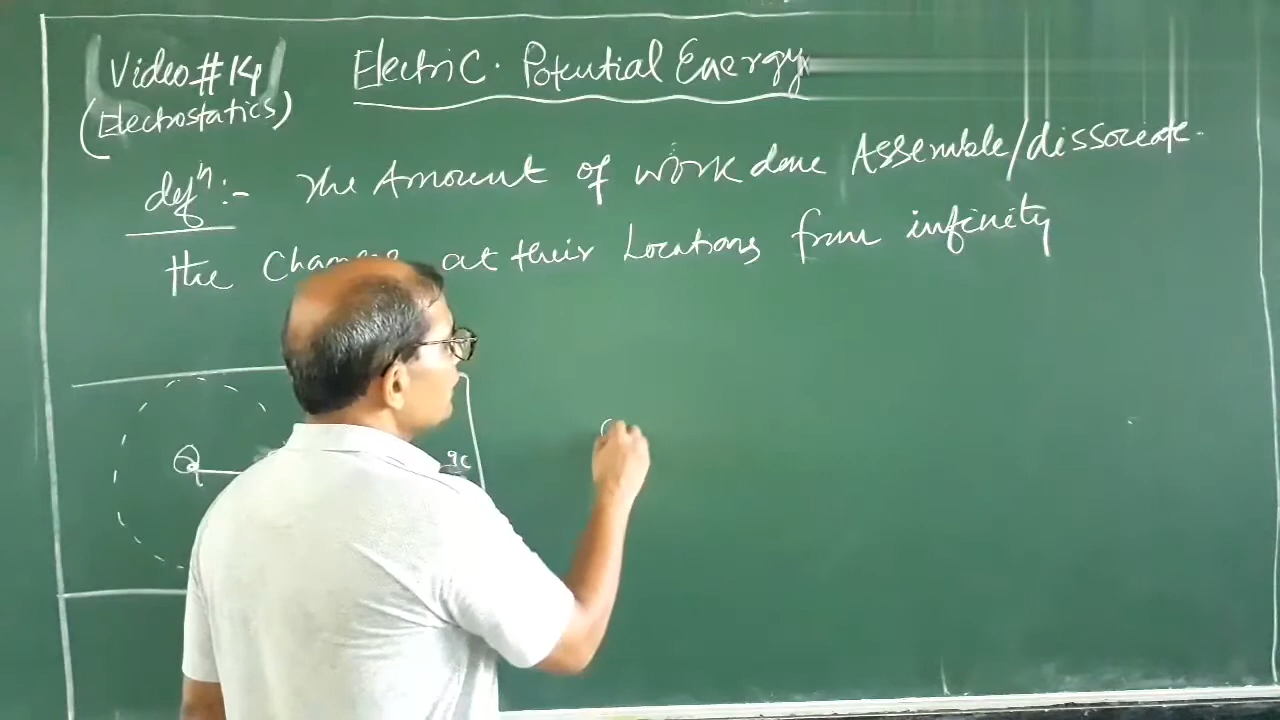 Video #14
Electric. Potential Energy
(Electrostatics)
defⁿ :- The Amount of work done Assemble/dissociate.
the at their Locations from infinity
Q